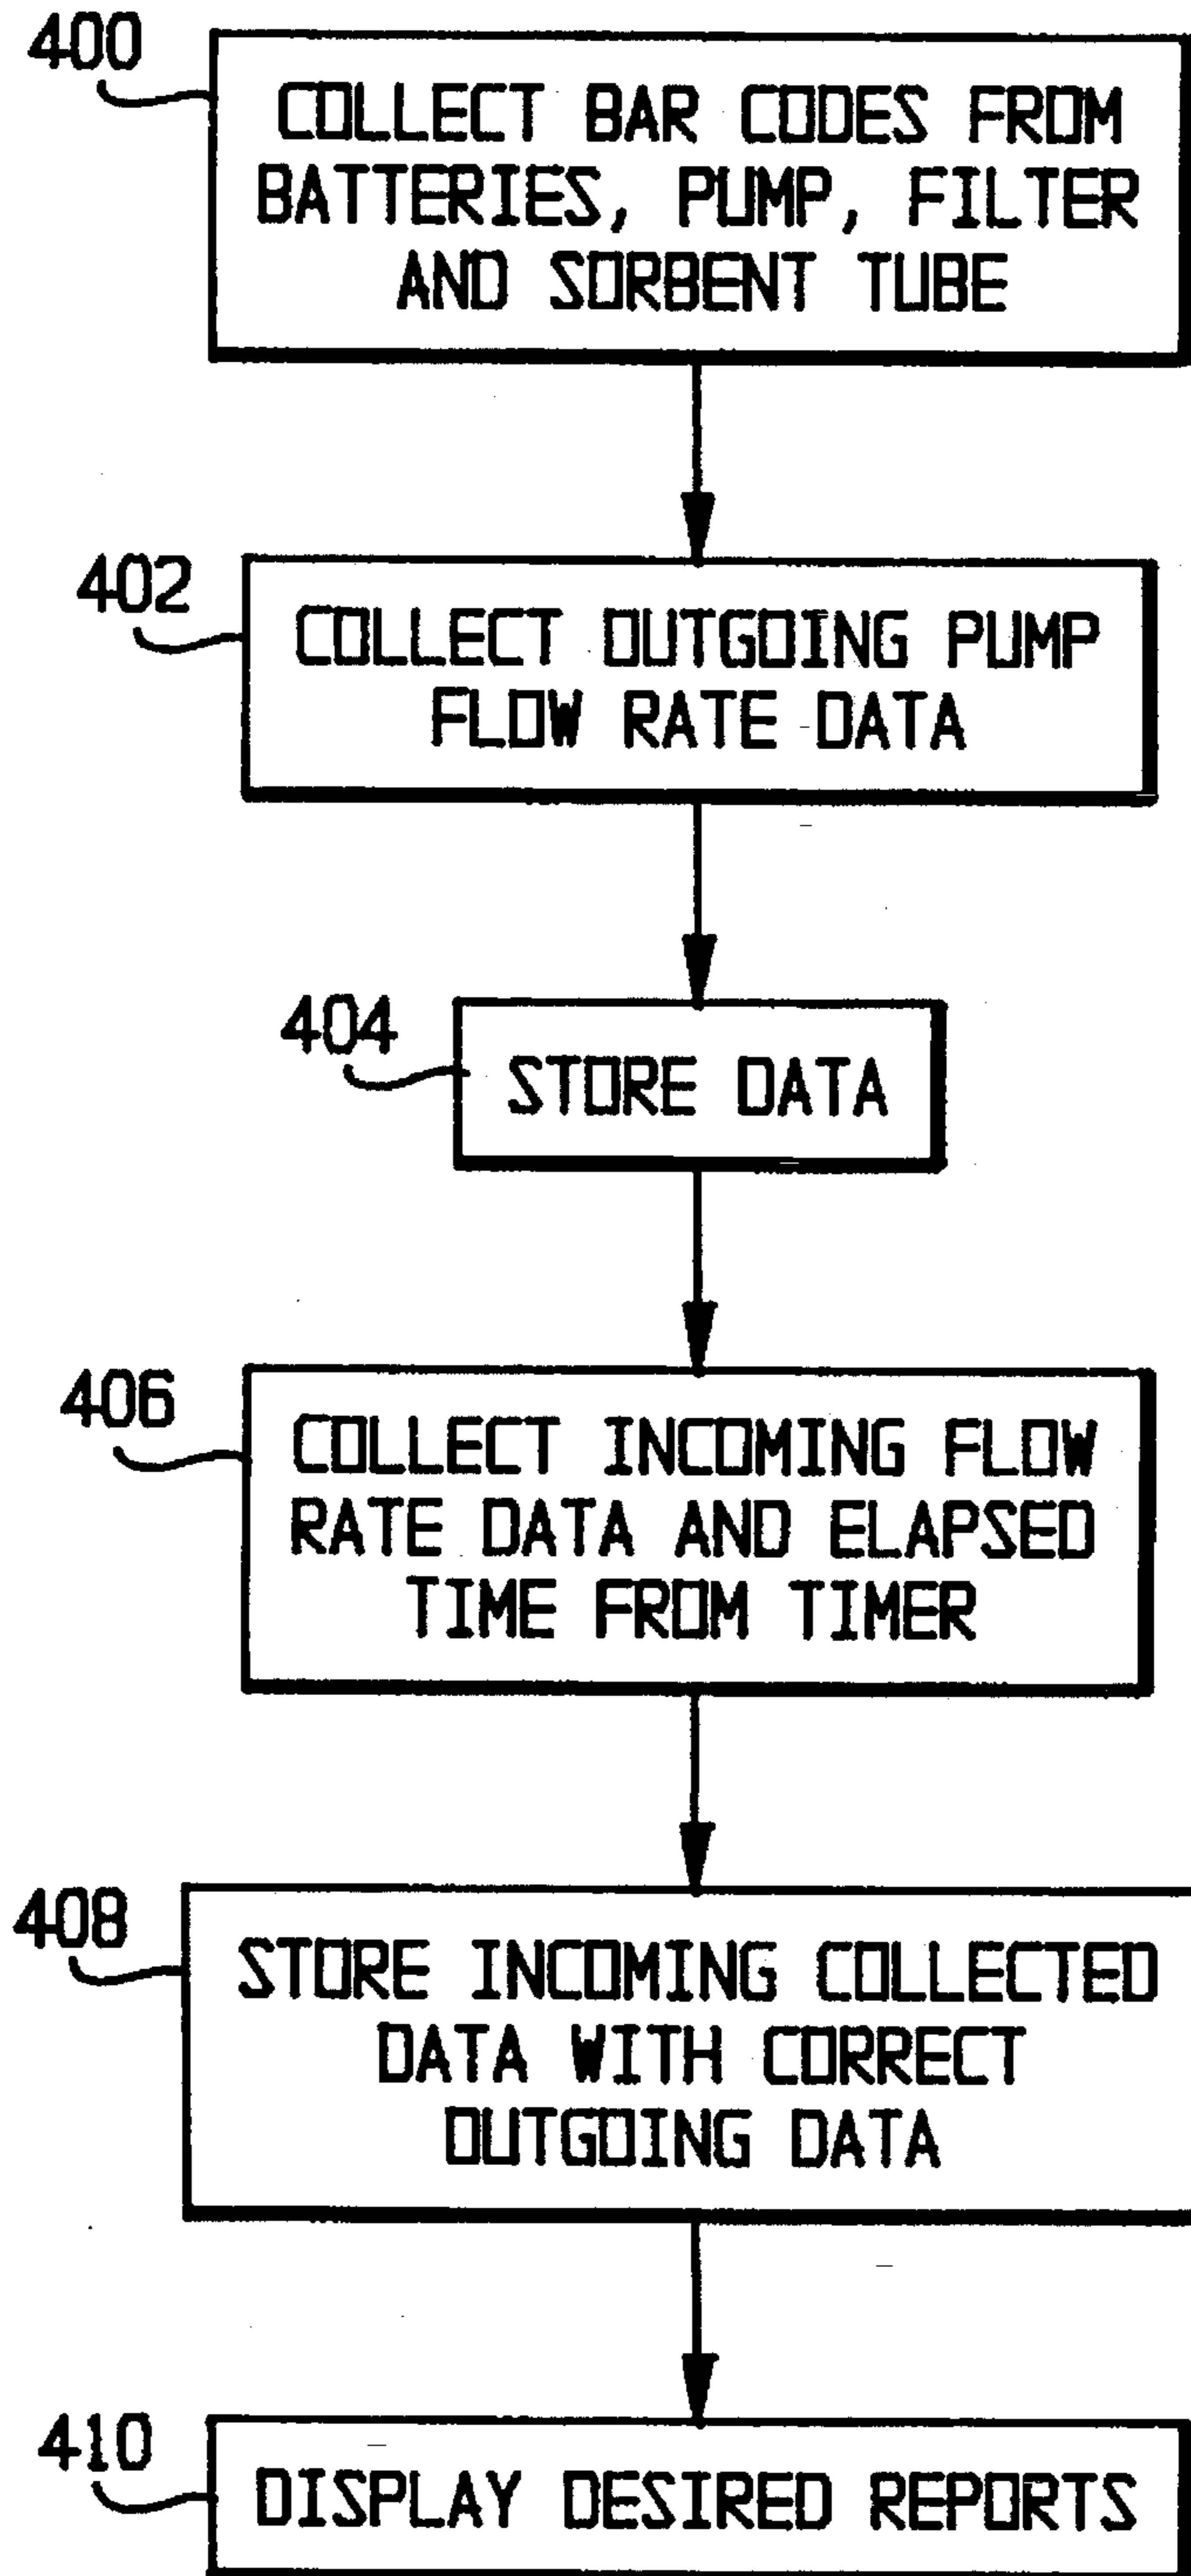 400
COLLECT BAR CODES FROM
BATTERIES, PUMP, FILTER
AND SORBENT TUBE
402
COLLECT OUTGOING PUMP
FLOW RATE DATA
404
STORE DATA
406
COLLECT INCOMING FLOW
RATE DATA AND ELAPSED
TIME FROM TIMER
408
STORE INCOMING COLLECTED
DATA WITH CORRECT
OUTGOING DATA
410
DISPLAY DESIRED REPORTS